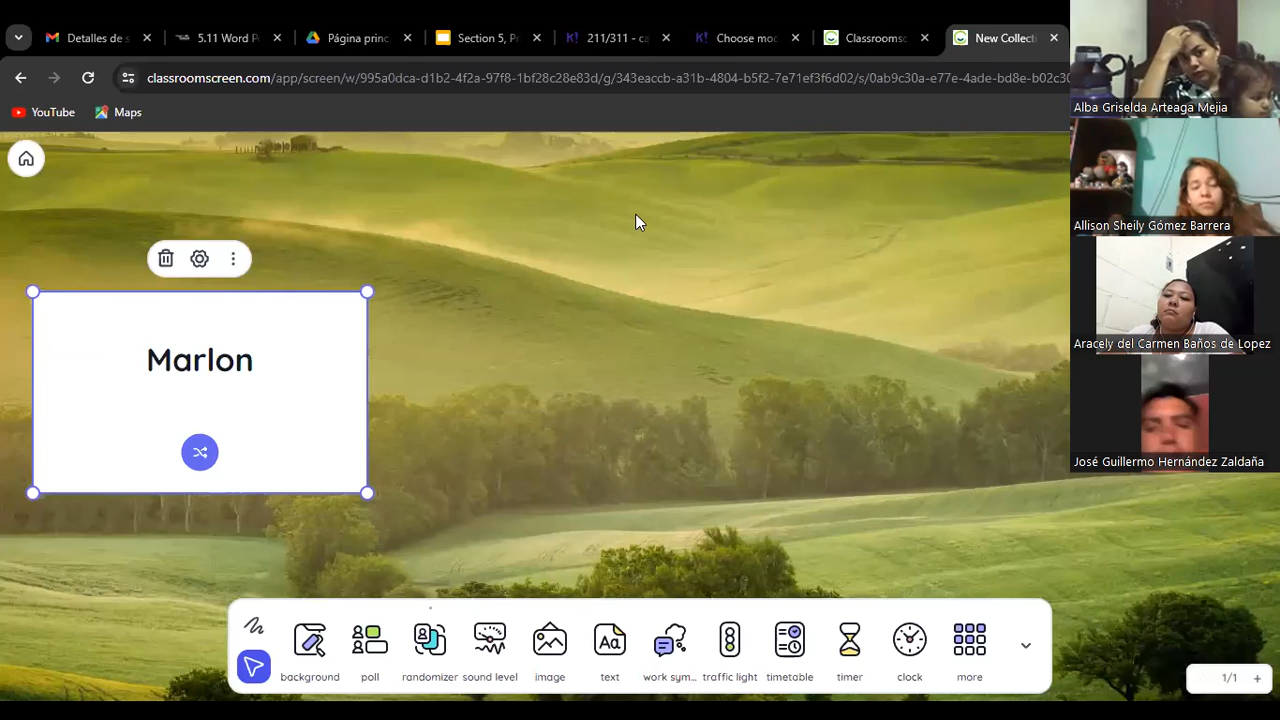 Detalles de s
5.11 Word P
Página princ
Section 5, P
211/311 - ca
Choose moc
Classroomsc
New Collecti
classroomscreen.com/app/screen/w/995a0dca-d1b2-4f2a-97f8-1bf28c28e83d/g/343eaccb-a31b-4804-b5f2-7e71ef3f6d02/s/0ab9c30a-e77e-4ade-bd8e-b02c30
YouTube
Maps
Alba Griselda Arteaga Mejia
Allison Sheily Gómez Barrera
Aracely del Carmen Baños de Lopez
José Guillermo Hernández Zaldaña
Marlon
background
poll
randomizer
sound level
image
Aa
text
work sym...
traffic light
timetable
timer
clock
more
1/1 +